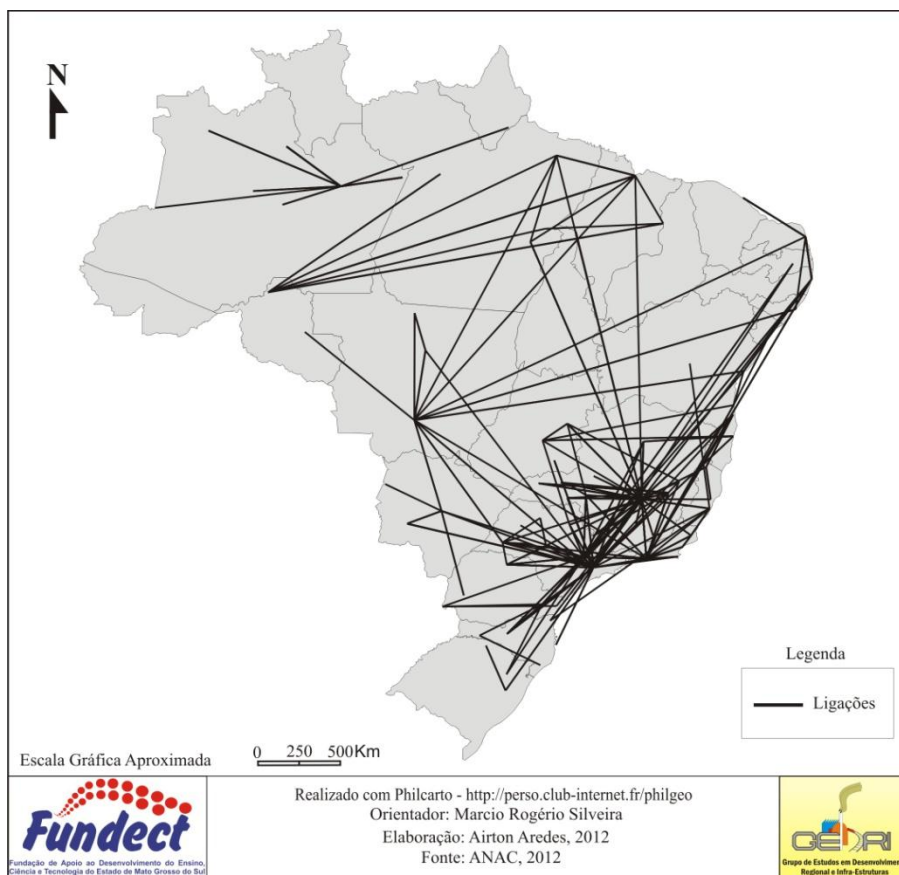 N
Legenda
Ligações
Escala Gráfica Aproximada
0 250 500Km
Fundect
Fundação de Apoio ao Desenvolvimento do Ensino,
Ciência e Tecnologia do Estado de Mato Grosso do Sul
Realizado com Philcarto - http://perso.club-internet.fr/philgeo
Orientador: Marcio Rogério Silveira
Elaboração: Airton Aredes, 2012
Fonte: ANAC, 2012
GEDRI
Grupo de Estudos em Desenvolvimen
Regional e Infra-Estruturas